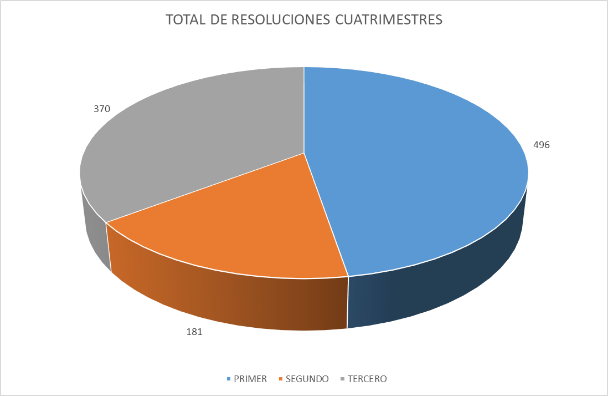 TOTAL DE RESOLUCIONES CUATRIMESTRES
370
496
181
PRIMER SEGUNDO TERCERO